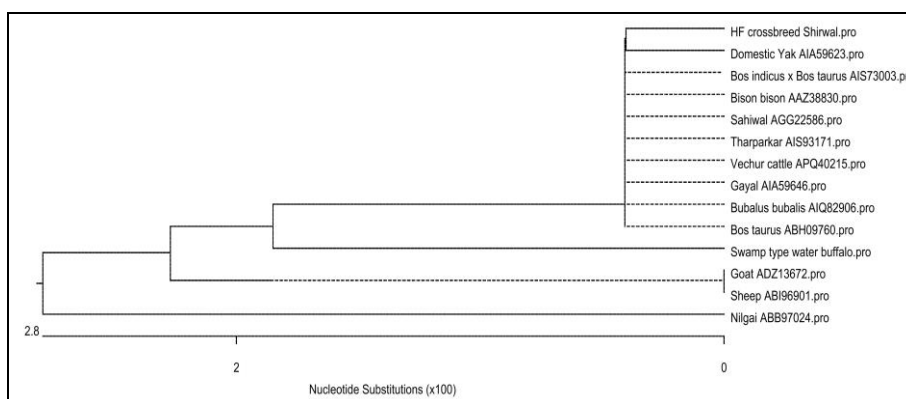 HF crossbreed Shirwal.pro
Domestic Yak AIA59623.pro
Bos indicus x Bos taurus AIS73003.p
Bison bison AAZ38830.pro
Sahiwal AGG22586.pro
Tharparkar AIS93171.pro
Vechur cattle APQ40215.pro
Gayal AIA59646.pro
Bubalus bubalis AIQ82906.pro
Bos taurus ABH09760.pro
Swamp type water buffalo.pro
Goat ADZ13672.pro
Sheep ABI96901.pro
Nilgai ABB97024.pro
2.8
2 0
Nucleotide Substitutions (x100)